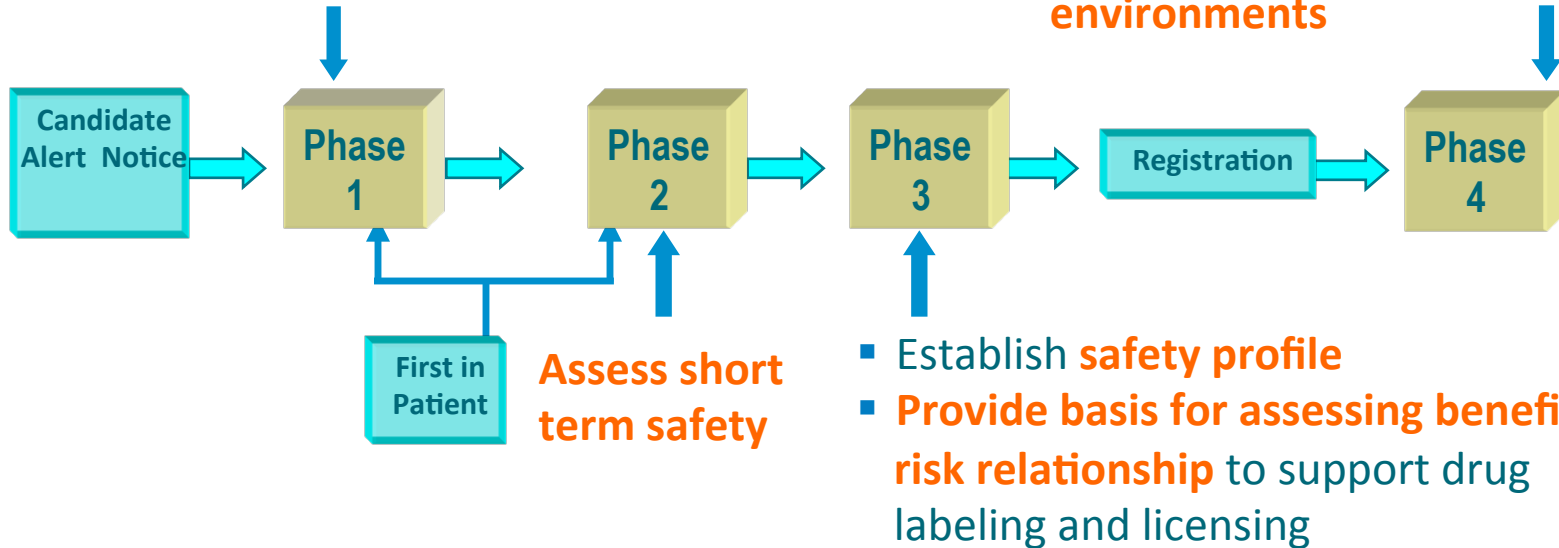 environments
Candidate
Alert Notice
Phase
1
Phase
2
Phase
3
Registration
Phase
4
First in
Patient
Assess short
term safety
▪ Establish safety profile
▪ Provide basis for assessing
risk relationship to support drug
labeling and licensing